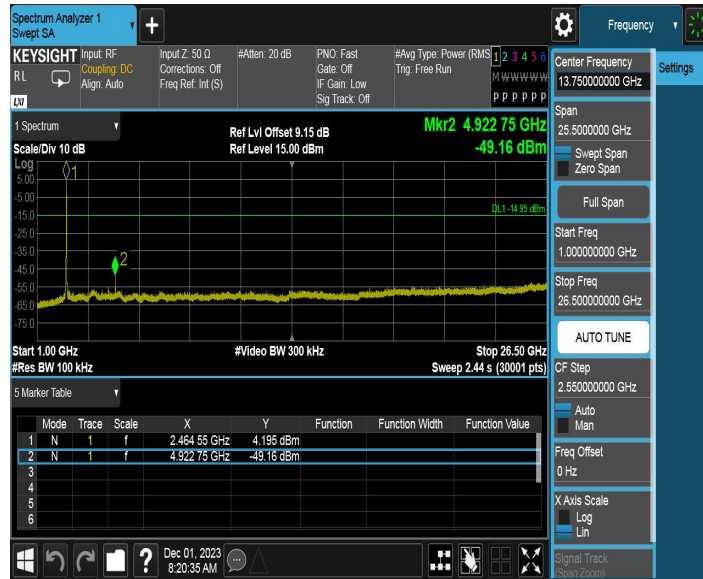 Spectrum Analyzer 1
Swept SA
+
Frequency
KEYSIGHT
RL
LXI
Input: RF
Coupling: DC
Align: Auto
Input Z: 50 Ω
Corrections: Off
Freq Ref: Int (S)
#Atten: 20 dB
PNO: Fast
Gate: Off
IF Gain: Low
Sig Track: Off
#Avg Type: Power (RMS
Trig: Free Run
1 2 3 4 5 6
M W W W W W
P P P P P P
1 Spectrum
Scale/Div 10 dB
Log
Ref Lvl Offset 9.15 dB
Ref Level 15.00 dBm
Mkr2 4.922 75 GHz
-49.16 dBm
5.00
-5.00
-15.0
-25.0
-35.0
-45.0
-55.0
-65.0
-75.0
1
2
DL1 -14.95 dBm
Start 1.00 GHz
#Video BW 300 kHz
Stop 26.50 GHz
#Res BW 100 kHz
Sweep 2.44 s (30001 pts)
5 Marker Table
Mode Trace Scale X Y Function Function Width Function Value
1 N 1 f 2.464 55 GHz 4.195 dBm
2 N 1 f 4.922 75 GHz -49.16 dBm
3
4
5
6
?
Dec 01, 2023
8:20:35 AM
Center Frequency
13.750000000 GHz
Settings
Span
25.5000000 GHz
Swept Span
Zero Span
Full Span
Start Freq
1.000000000 GHz
Stop Freq
26.500000000 GHz
AUTO TUNE
CF Step
2.550000000 GHz
Auto
Man
Freq Offset
0 Hz
X Axis Scale
Log
Lin
Signal Track
(Span Zoom)